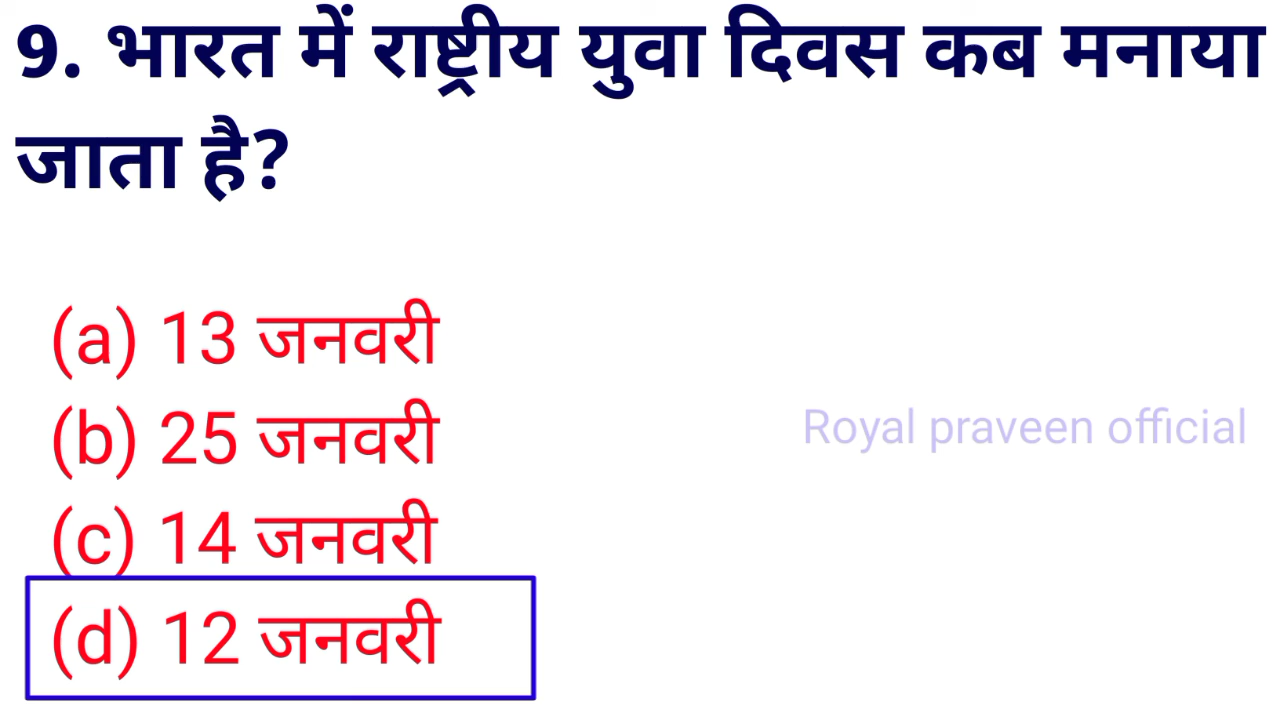 9. भारत में राष्ट्रीय युवा दिवस कब मनाया
जाता है?
(a) 13 जनवरी
(b) 25 जनवरी
Royal praveen official
(c) 14 जनवरी
(d) 12 जनवरी